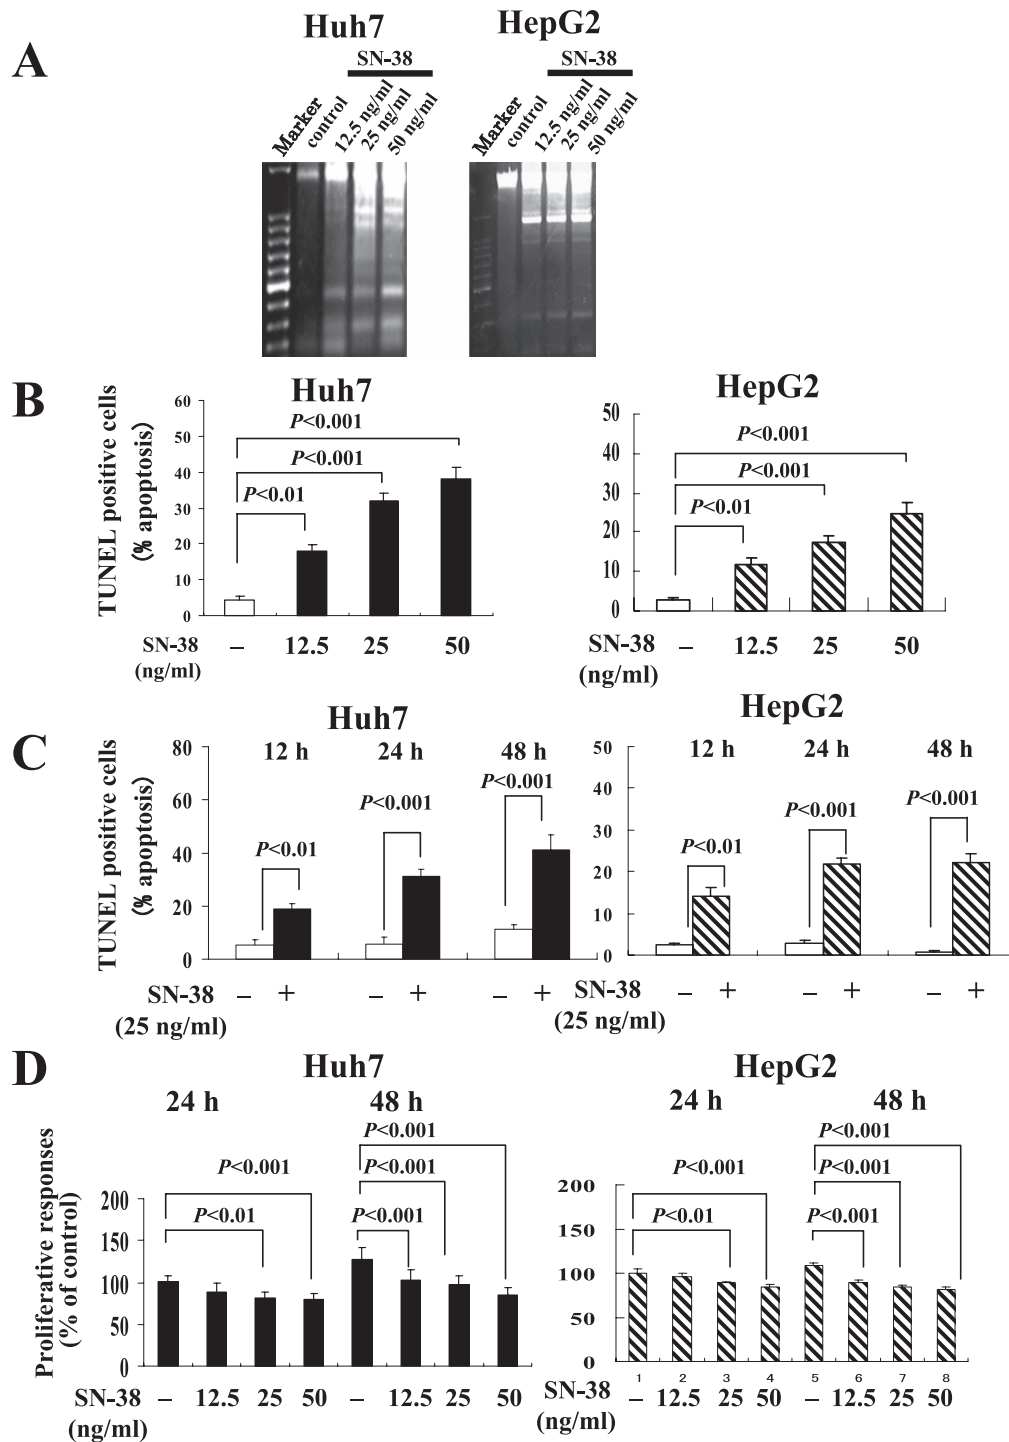 Huh7 HepG2
A
SN-38 SN-38
Marker control 12.5 ng/ml 25 ng/ml 50 ng/ml Marker control 12.5 ng/ml 25 ng/ml 50 ng/ml
B
Huh7
TUNEL positive cells
(% apoptosis)
60
50
40
30
20
10
0
P<0.001
P<0.001
P<0.01
SN-38 – 12.5 25 50
(ng/ml)
HepG2
50
40
30
20
10
0
P<0.001
P<0.001
P<0.01
SN-38 – 12.5 25 50
(ng/ml)
C
Huh7
TUNEL positive cells
(% apoptosis)
12 h 24 h 48 h
80
60
40
20
0
P<0.01
P<0.001
P<0.001
SN-38 – + – + – +
(25 ng/ml)
HepG2
12 h 24 h 48 h
50
40
30
20
10
0
P<0.01
P<0.001
P<0.001
SN-38 – + – + – +
(25 ng/ml)
D
Huh7
24 h 48 h
Proliferative responses
(% of control)
200
150
100
50
0
P<0.001
P<0.01
P<0.001
P<0.001
P<0.001
SN-38 – 12.5 25 50 – 12.5 25 50
(ng/ml)
HepG2
24 h 48 h
200
150
100
50
0
P<0.001
P<0.01
P<0.001
P<0.001
P<0.001
1 2 3 4 5 6 7 8
SN-38 – 12.5 25 50 – 12.5 25 50
(ng/ml)